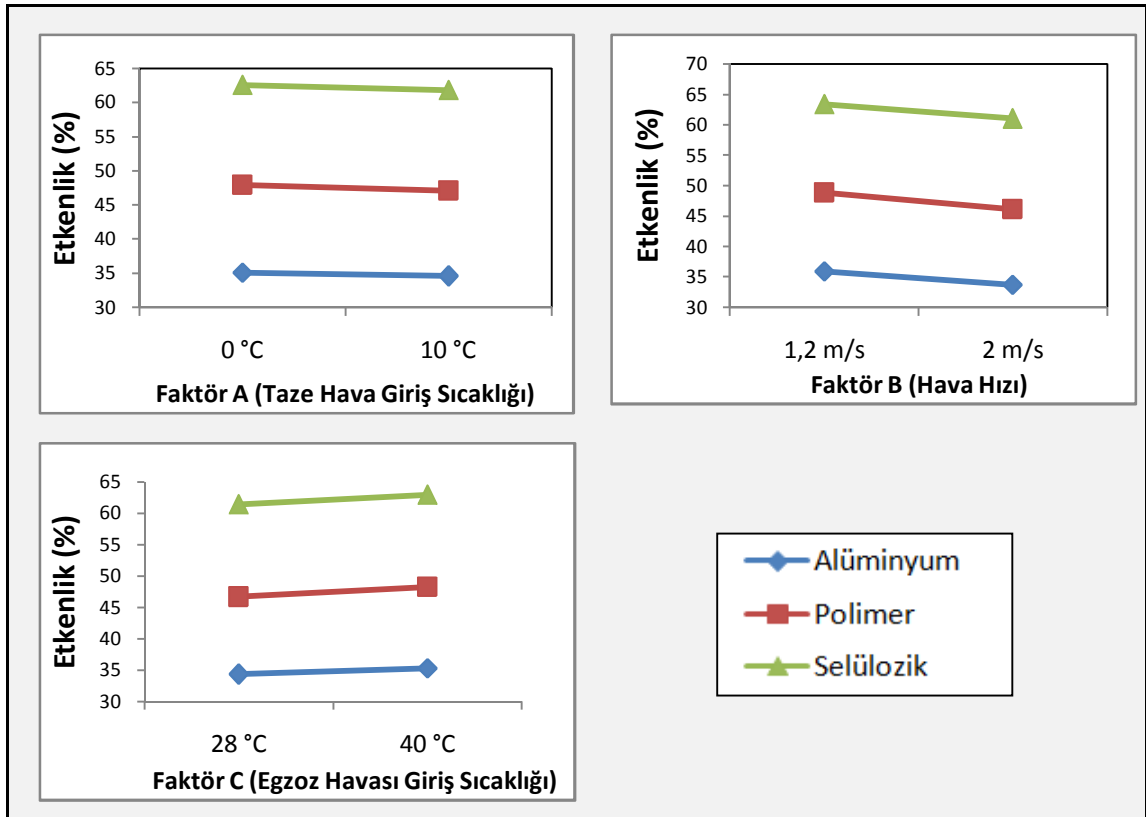 Etkenlik (%)
65
60
55
50
45
40
35
30
0 °C
10 °C
Faktör A (Taze Hava Giriş Sıcaklığı)
Etkenlik (%)
70
65
60
55
50
45
40
35
30
1,2 m/s
2 m/s
Faktör B (Hava Hızı)
Etkenlik (%)
65
60
55
50
45
40
35
30
28 °C
40 °C
Faktör C (Egzoz Havası Giriş Sıcaklığı)
Alüminyum
Polimer
Selülozik